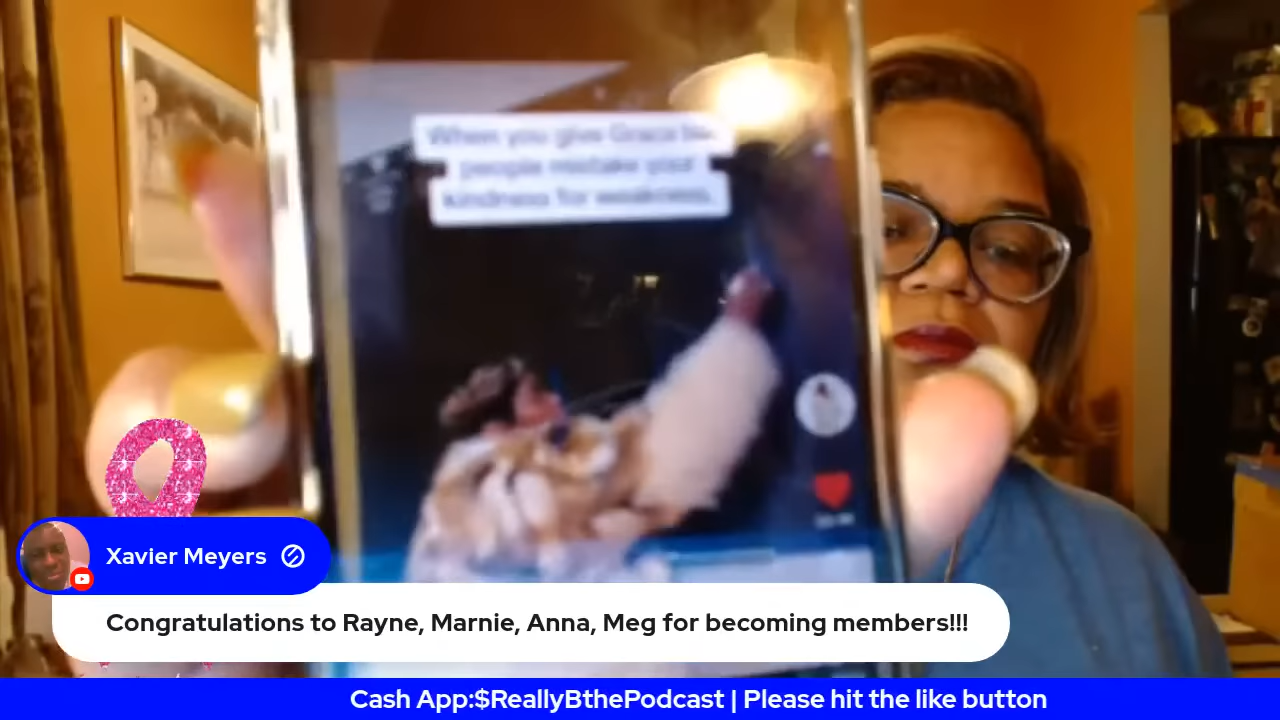 When you give Grace but
people mistake your
kindness for weakness.
Xavier Meyers
Congratulations to Rayne, Marnie, Anna, Meg for becoming members!!!
Cash App:$ReallyBthePodcast | Please hit the like button